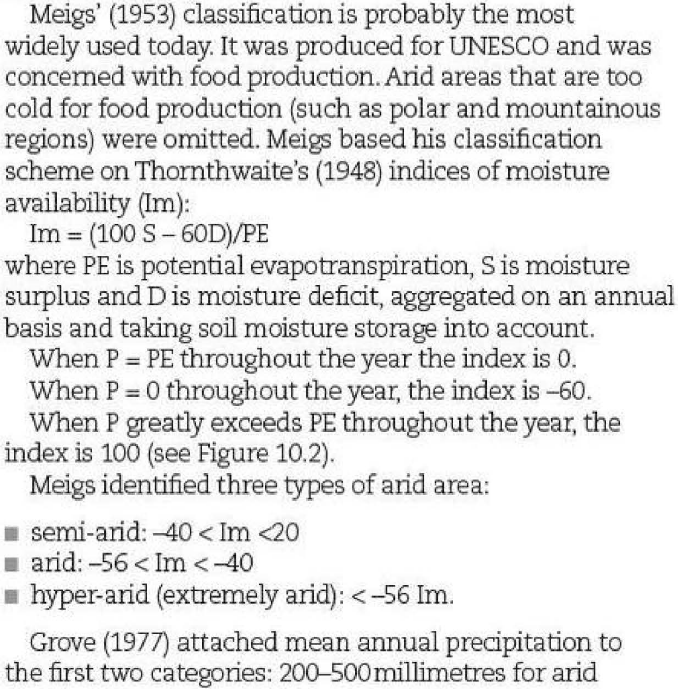 Meigs' (1953) classification is probably the most
widely used today. It was produced for UNESCO and was
concerned with food production. Arid areas that are too
cold for food production (such as polar and mountainous
regions) were omitted. Meigs based his classification
scheme on Thornthwaite's (1948) indices of moisture
availability (Im):
Im = (100 S – 60D)/PE
where PE is potential evapotranspiration, S is moisture
surplus and D is moisture deficit, aggregated on an annual
basis and taking soil moisture storage into account.
When P = PE throughout the year the index is 0.
When P = 0 throughout the year, the index is –60.
When P greatly exceeds PE throughout the year, the
index is 100 (see Figure 10.2).
Meigs identified three types of arid area:
■ semi-arid: –40 < Im <20
■ arid: –56 < Im < –40
■ hyper-arid (extremely arid): < –56 Im.
Grove (1977) attached mean annual precipitation to
the first two categories: 200–500 millimetres for arid